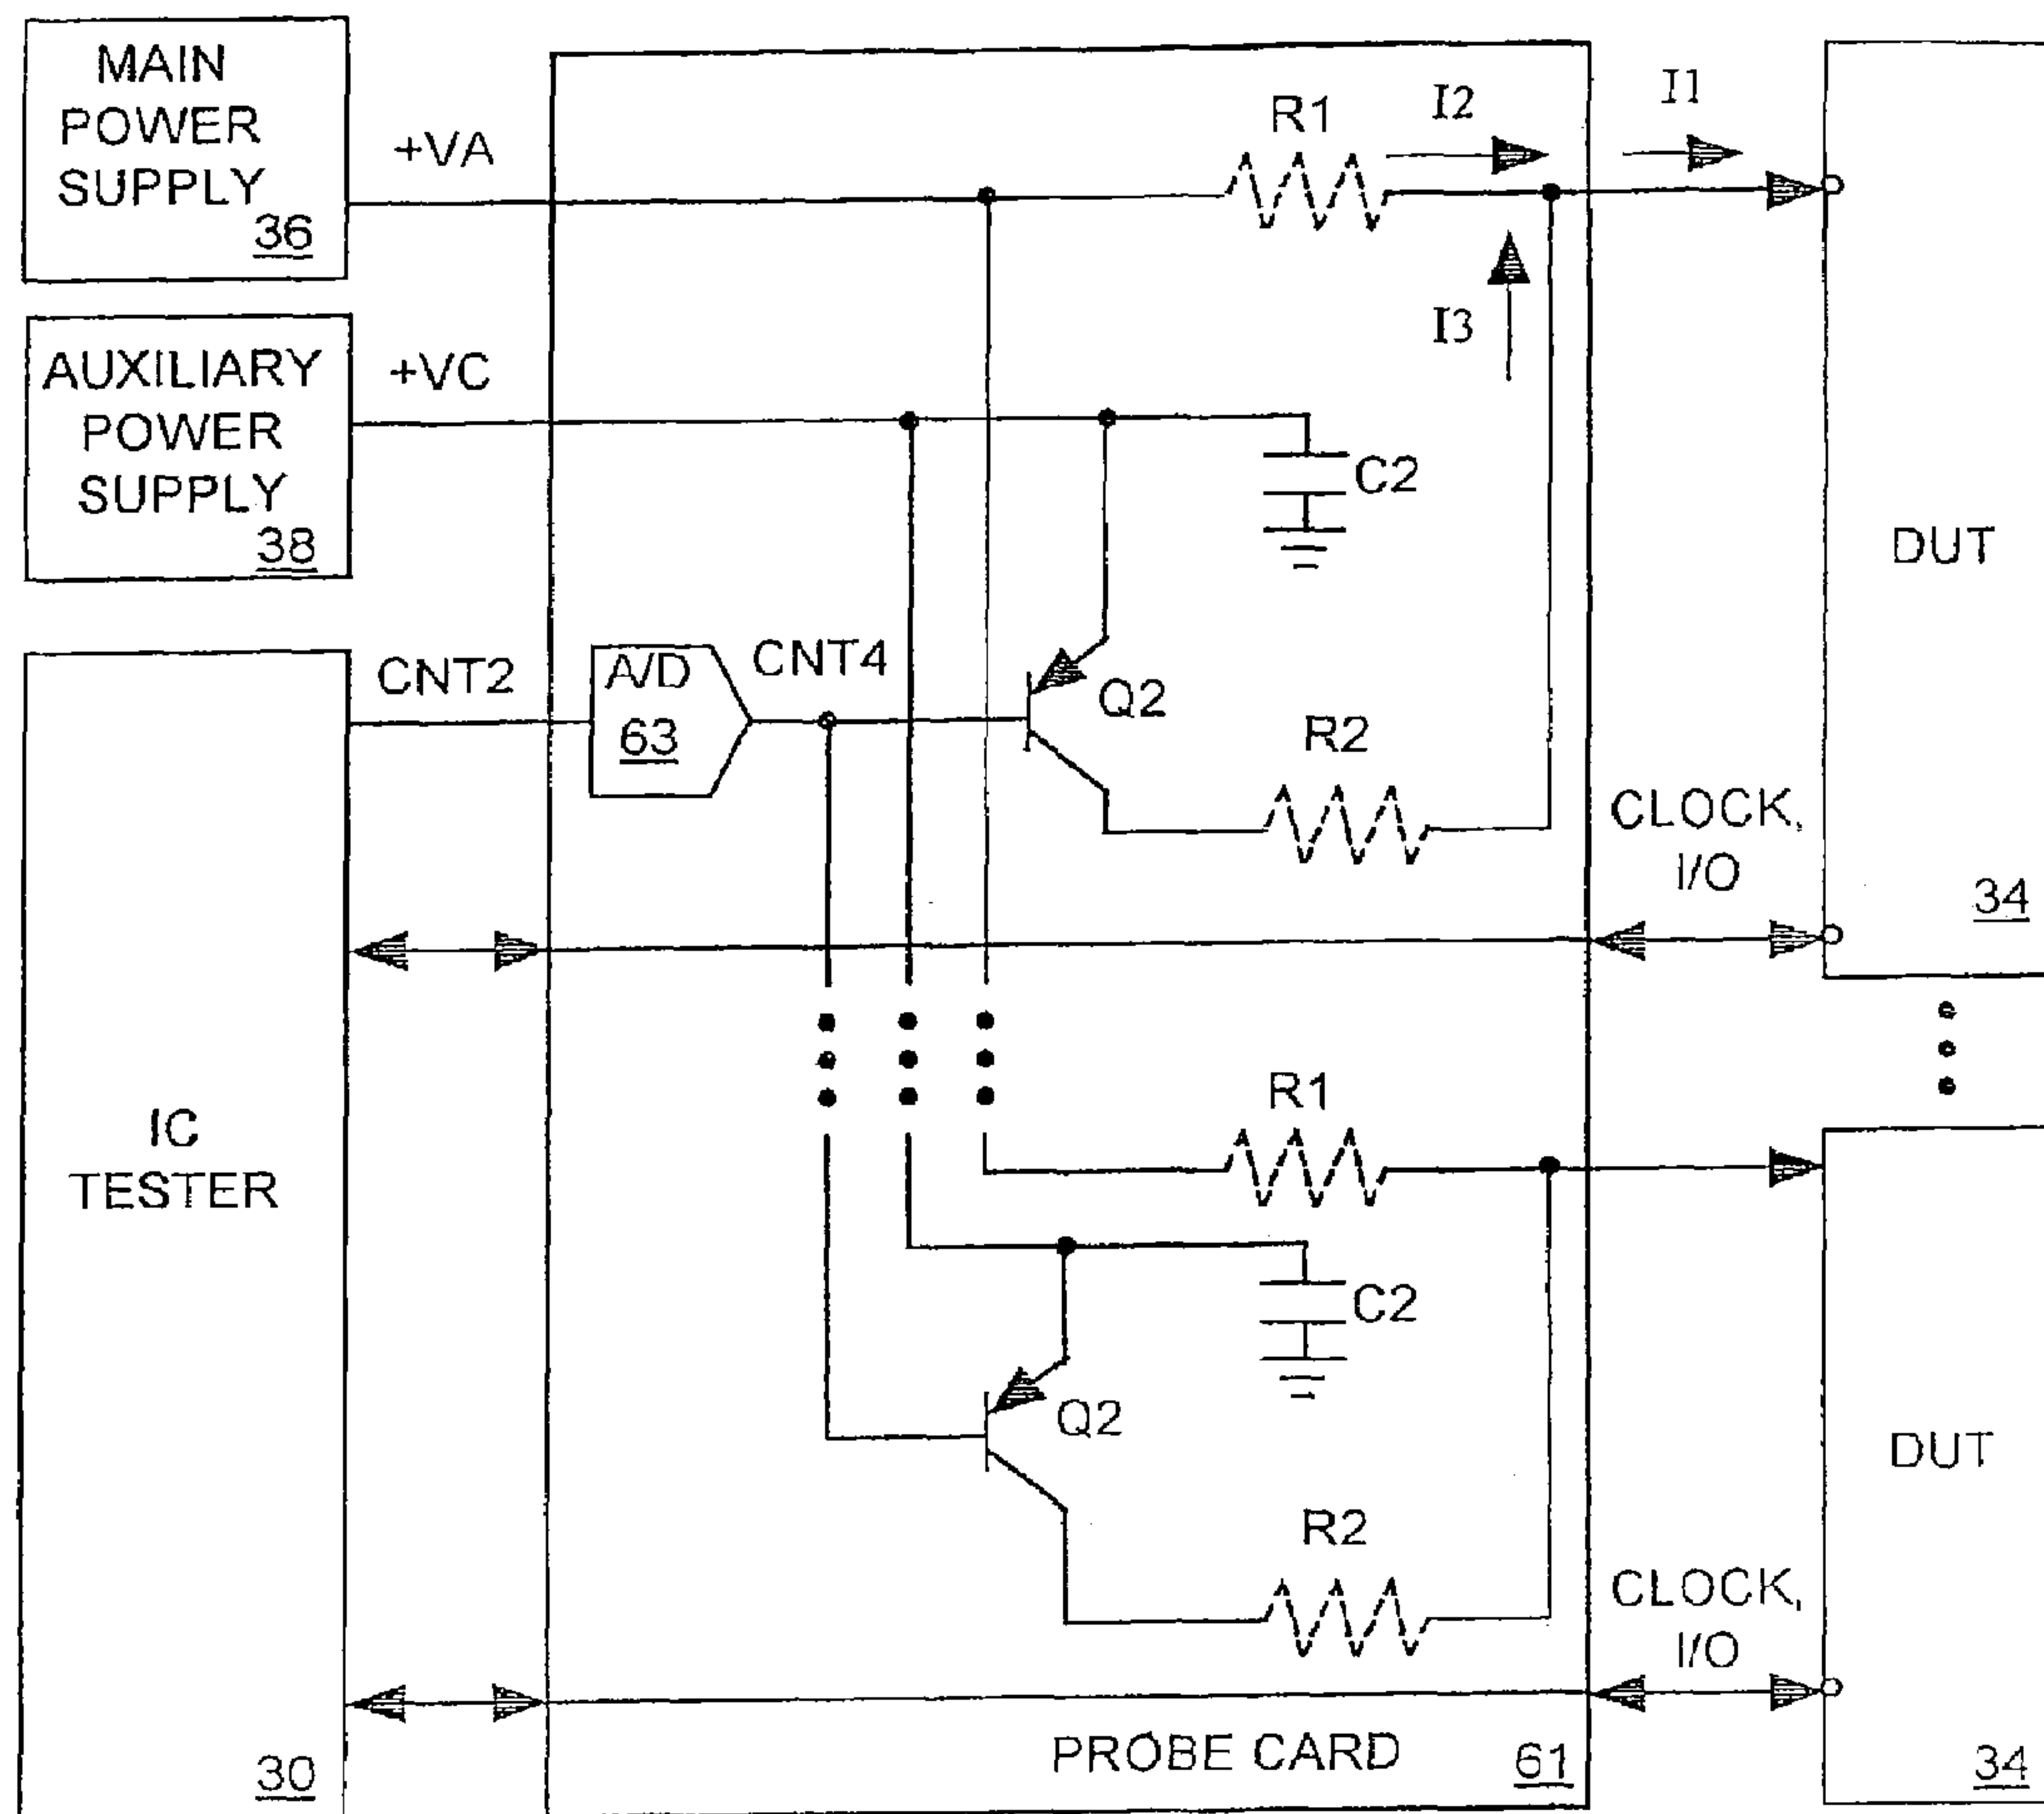 MAIN
POWER
SUPPLY
36
+VA
R1
I2
I1
AUXILIARY
POWER
SUPPLY
38
+VC
I3
C2
DUT
34
CNT2
A/D
63
CNT4
Q2
R2
CLOCK,
I/O
IC
TESTER
30
R1
C2
Q2
R2
DUT
34
CLOCK,
I/O
PROBE CARD
61